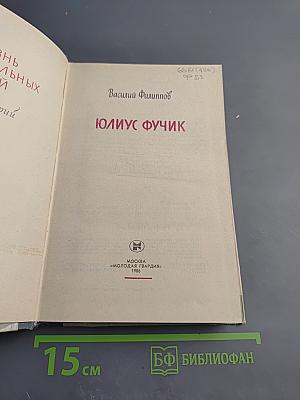 Василий Филиппов
ЮЛИУС ФУЧИК
МОСКВА
«МОЛОДАЯ ГВАРДИЯ»
1986
15 см
БФ БИБЛИОФАН